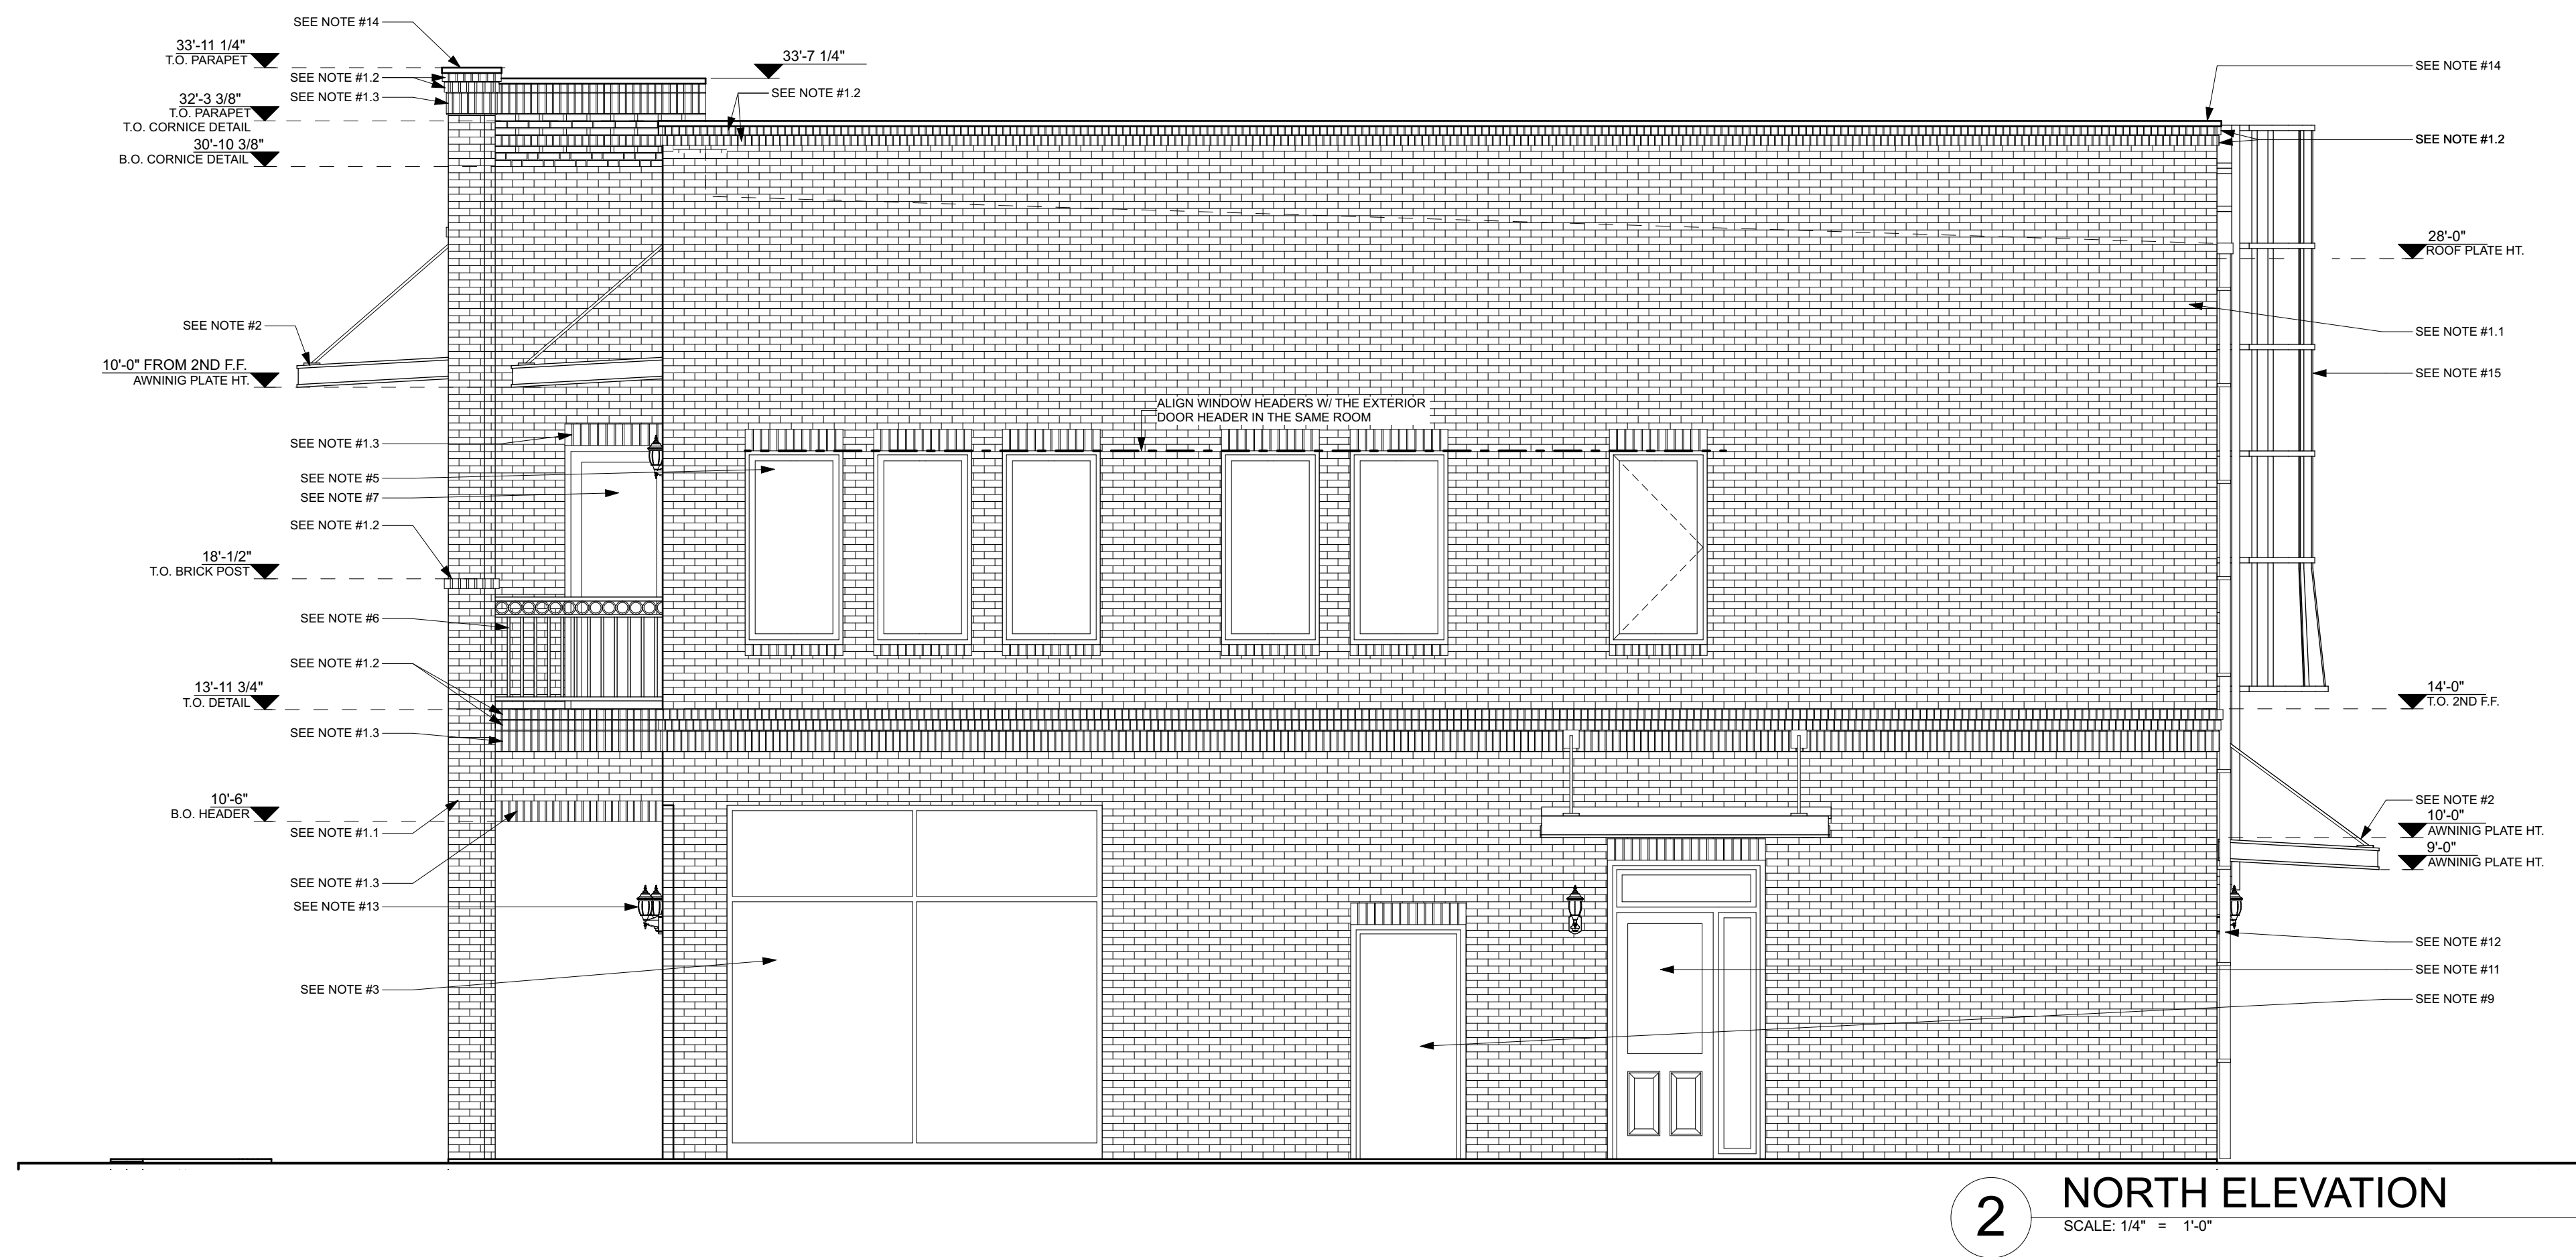 SEE NOTE #14
33'-11 1/4"
T.O. PARAPET
SEE NOTE #1.2
32'-3 3/8"
SEE NOTE #1.3
T.O. PARAPET
T.O. CORNICE DETAIL
30'-10 3/8"
B.O. CORNICE DETAIL
33'-7 1/4"
SEE NOTE #1.2
SEE NOTE #14
SEE NOTE #1.2
28'-0"
ROOF PLATE HT.
SEE NOTE #2
SEE NOTE #1.1
10'-0" FROM 2ND F.F.
AWNINIG PLATE HT.
SEE NOTE #15
ALIGN WINDOW HEADERS W/ THE EXTERIOR
DOOR HEADER IN THE SAME ROOM
SEE NOTE #1.3
SEE NOTE #5
SEE NOTE #7
SEE NOTE #1.2
18'-1/2"
T.O. BRICK POST
SEE NOTE #6
SEE NOTE #1.2
13'-11 3/4"
T.O. DETAIL
14'-0"
T.O. 2ND F.F.
SEE NOTE #1.3
10'-6"
B.O. HEADER
SEE NOTE #1.1
SEE NOTE #2
10'-0"
AWNINIG PLATE HT.
9'-0"
AWNINIG PLATE HT.
SEE NOTE #1.3
SEE NOTE #13
SEE NOTE #12
SEE NOTE #11
SEE NOTE #3
SEE NOTE #9
2
NORTH ELEVATION
SCALE: 1/4" = 1'-0"